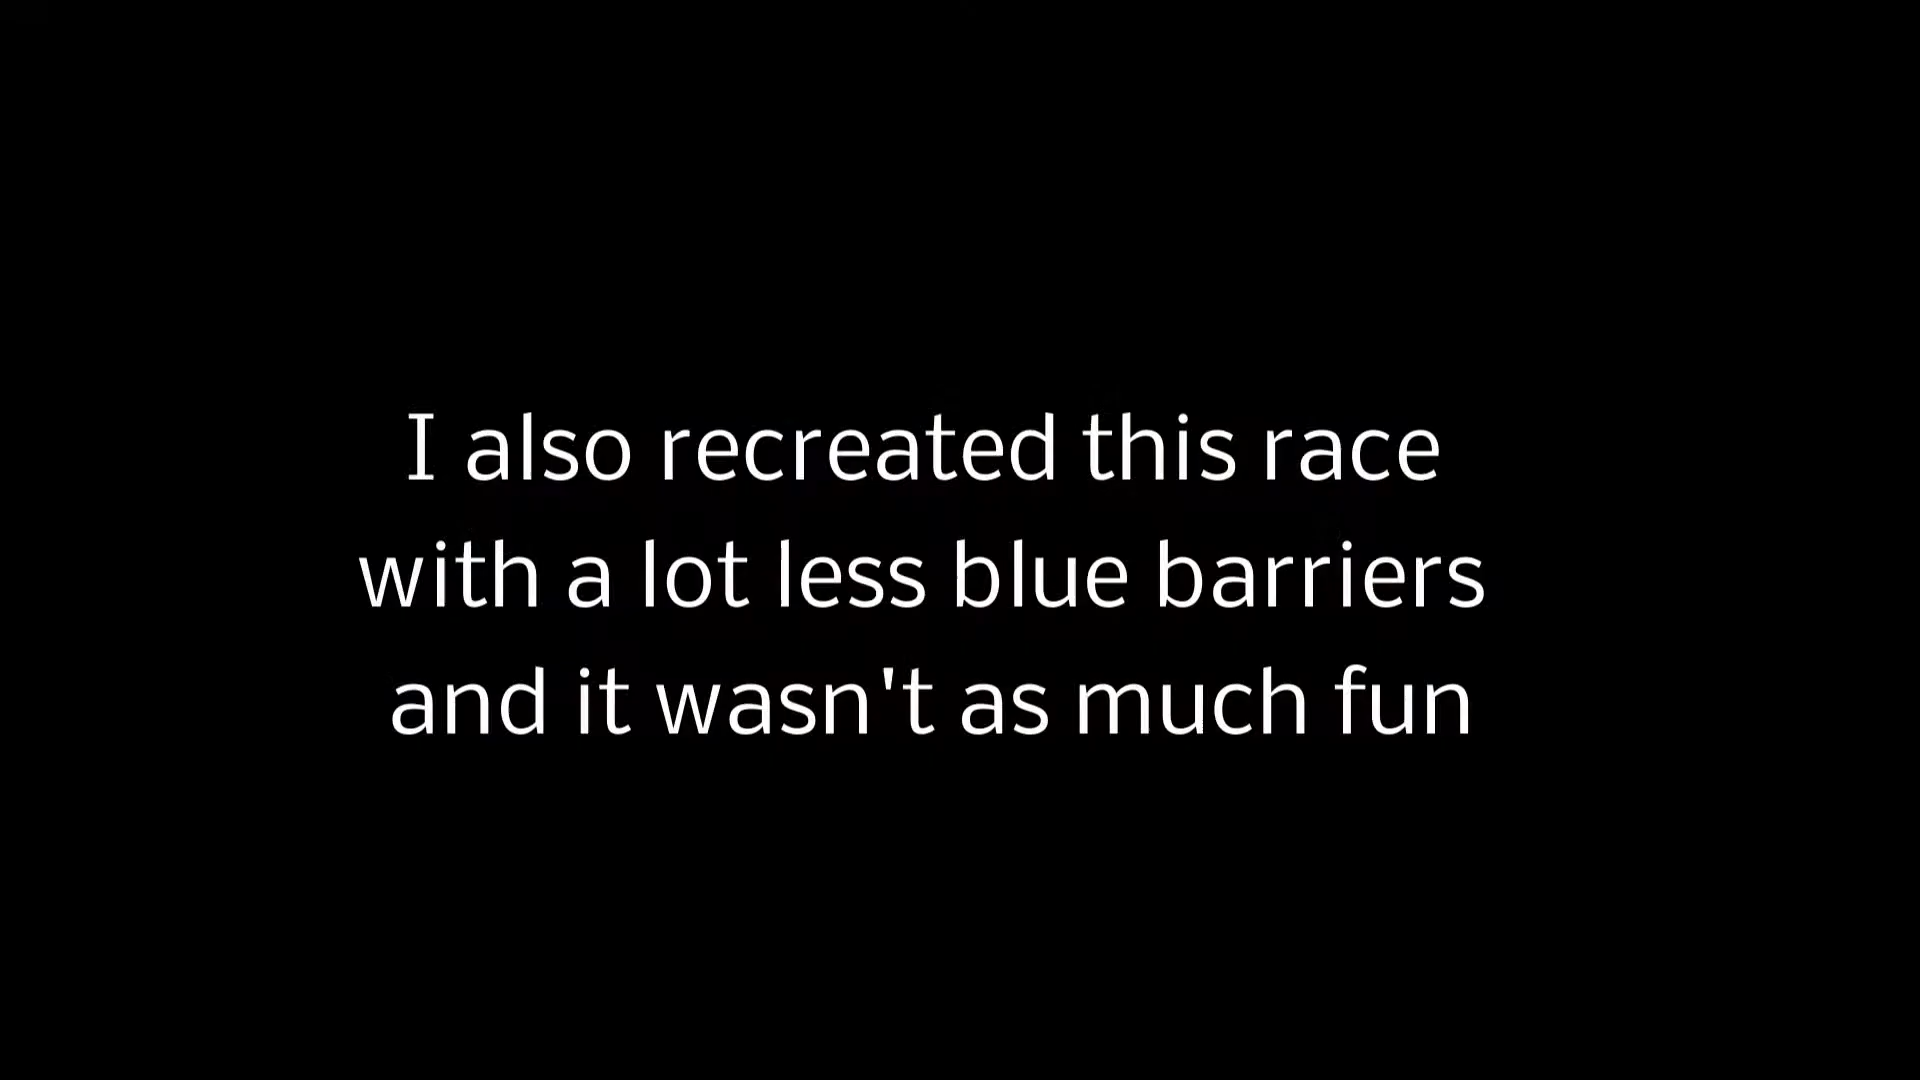 I also recreated this race
with a lot less blue barriers
and it wasn't as much fun